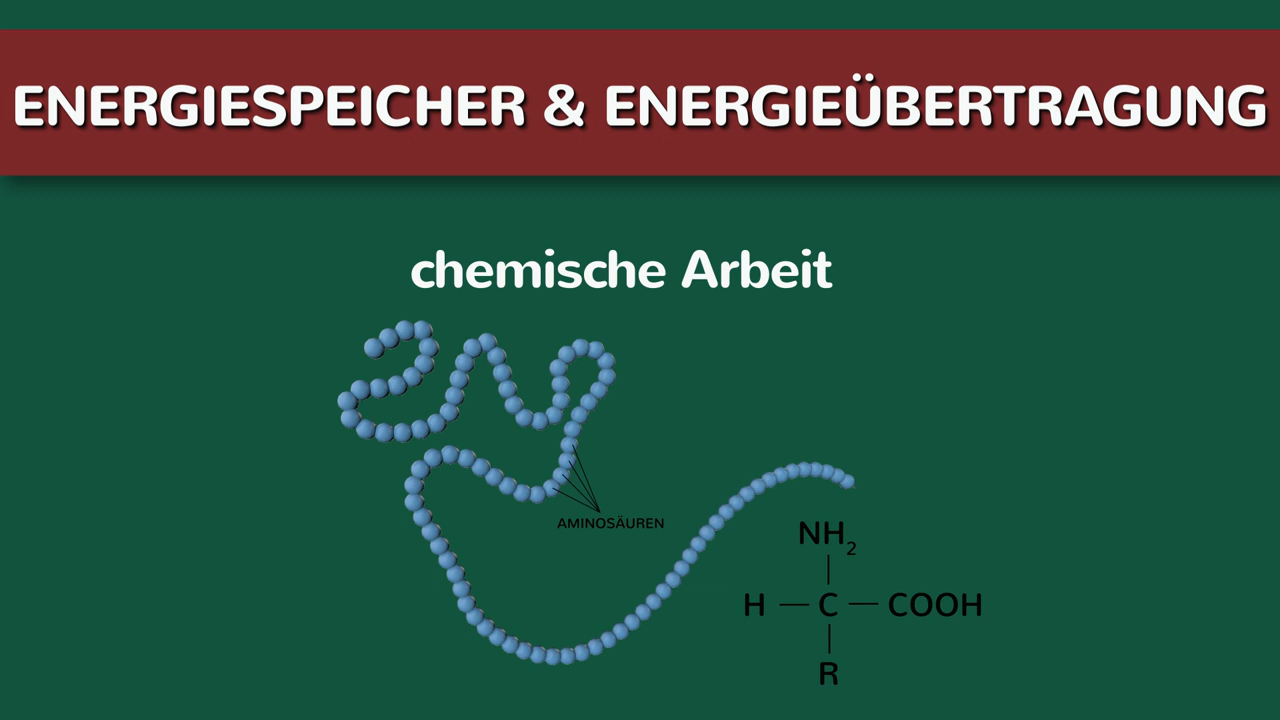 ENERGIESPEICHER & ENERGIEÜBERTRAGUNG
chemische Arbeit
AMINOSÄUREN
NH₂
H — C — COOH
R